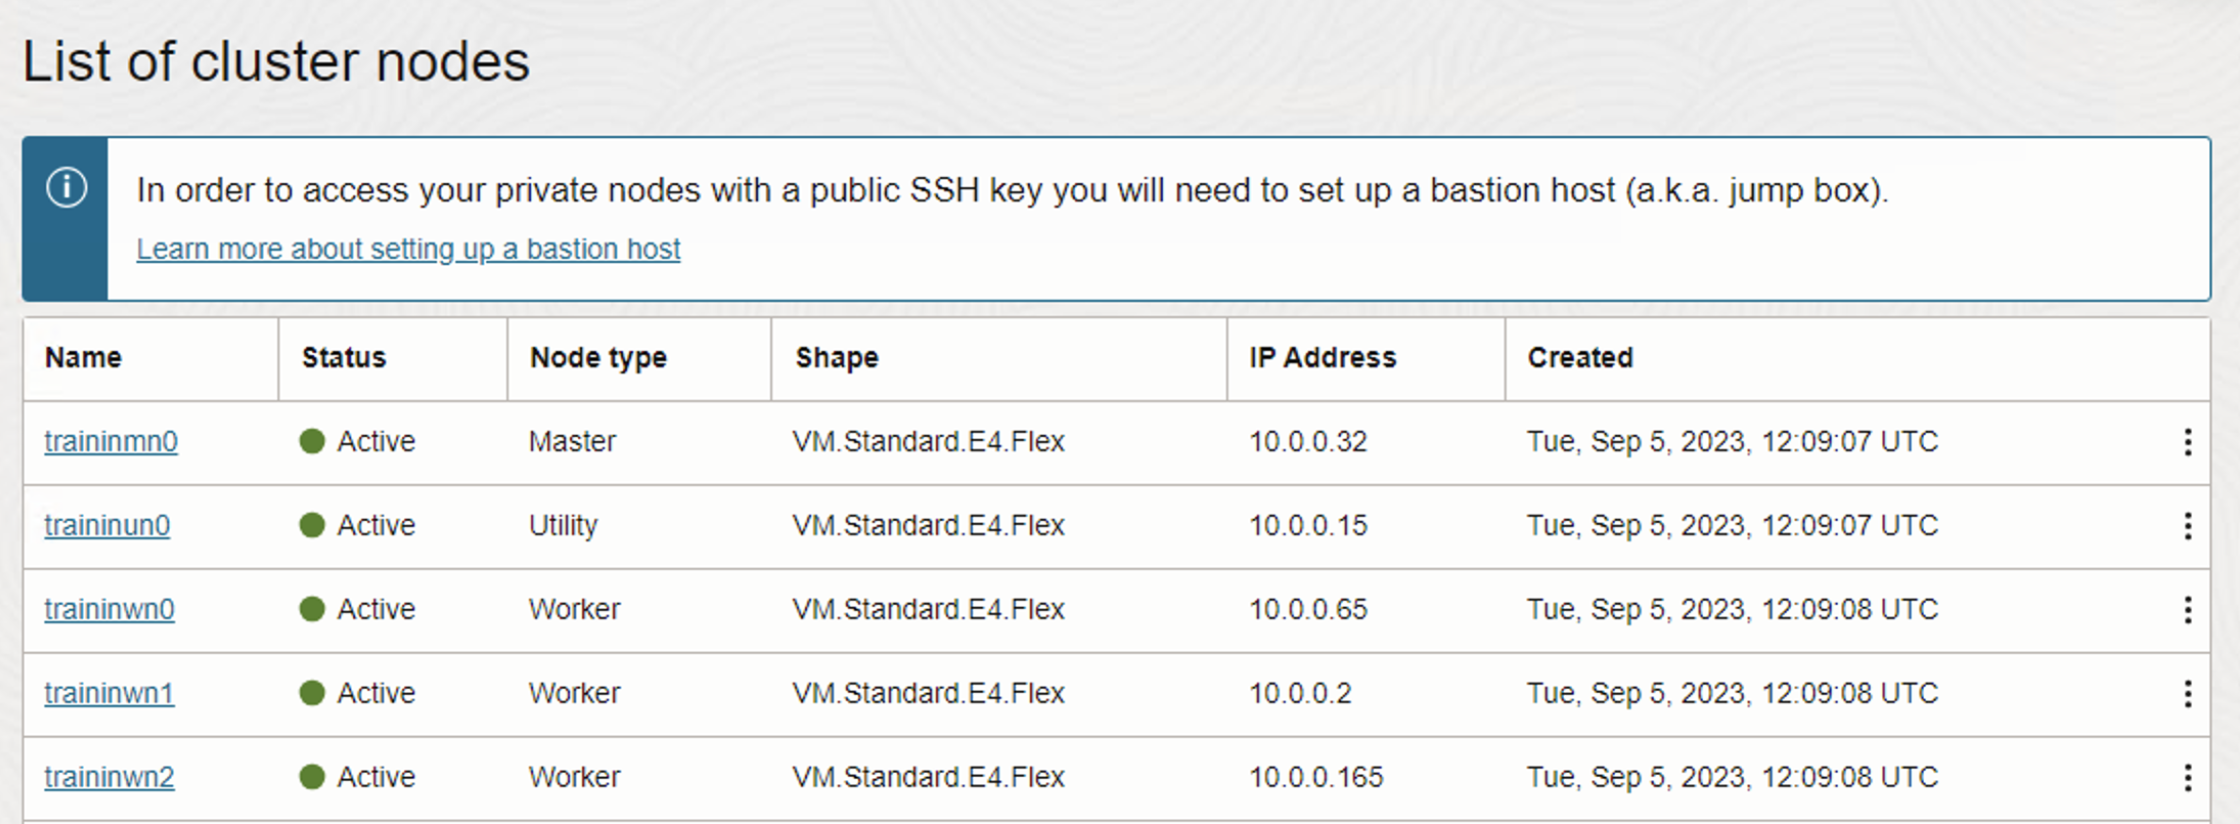 List of cluster nodes
In order to access your private nodes with a public SSH key you will need to set up a bastion host (a.k.a. jump box).
Learn more about setting up a bastion host
Name Status Node type Shape IP Address Created
traininmn0 Active Master VM.Standard.E4.Flex 10.0.0.32 Tue, Sep 5, 2023, 12:09:07 UTC
traininun0 Active Utility VM.Standard.E4.Flex 10.0.0.15 Tue, Sep 5, 2023, 12:09:07 UTC
traininwn0 Active Worker VM.Standard.E4.Flex 10.0.0.65 Tue, Sep 5, 2023, 12:09:08 UTC
traininwn1 Active Worker VM.Standard.E4.Flex 10.0.0.2 Tue, Sep 5, 2023, 12:09:08 UTC
traininwn2 Active Worker VM.Standard.E4.Flex 10.0.0.165 Tue, Sep 5, 2023, 12:09:08 UTC